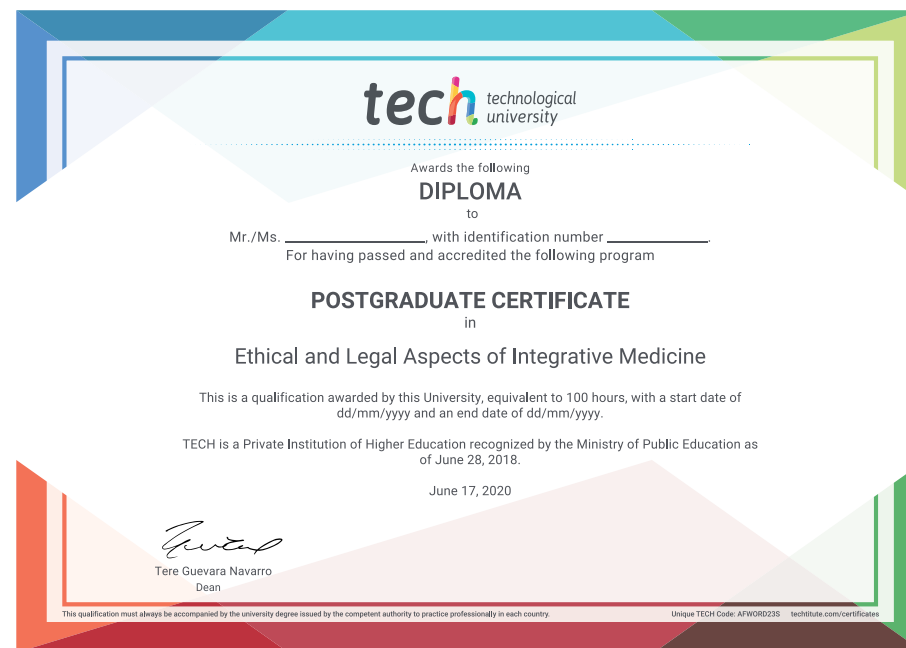 tech technological
university
Awards the following
DIPLOMA
to
Mr./Ms. ____________, with identification number ____________.
For having passed and accredited the following program
POSTGRADUATE CERTIFICATE
in
Ethical and Legal Aspects of Integrative Medicine
This is a qualification awarded by this University, equivalent to 100 hours, with a start date of
dd/mm/yyyy and an end date of dd/mm/yyyy.
TECH is a Private Institution of Higher Education recognized by the Ministry of Public Education as
of June 28, 2018.
June 17, 2020
Tere Guevara Navarro
Dean
This qualification must always be accompanied by the university degree issued by the competent authority to practice professionally in each country.
Unique TECH Code: AFWORD23S techtitute.com/certificates